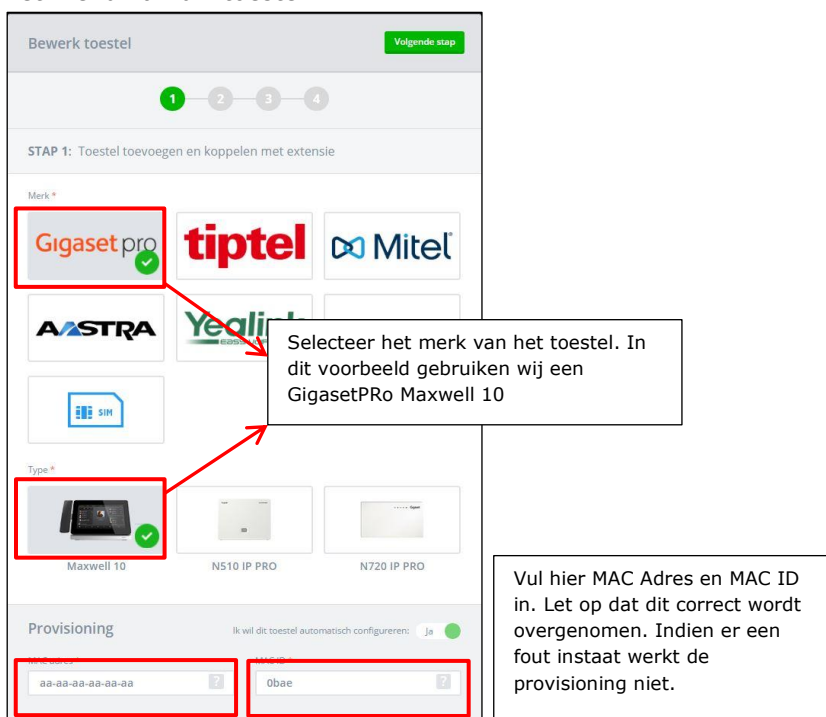 Bewerk toestel
Volgende stap
1
2
3
4
STAP 1: Toestel toevoegen en koppelen met extensie
Merk *
Gigaset pro
tiptel
Mitel
AASTRA
Selecteer het merk van het toestel. In
dit voorbeeld gebruiken wij een
GigasetPRo Maxwell 10
SIM
Type *
Maxwell 10
N510 IP PRO
N720 IP PRO
Vul hier MAC Adres en MAC ID
in. Let op dat dit correct wordt
overgenomen. Indien er een
fout instaat werkt de
provisioning niet.
Provisioning
Ik wil dit toestel automatisch configureren:
Ja
aa-aa-aa-aa-aa-aa
?
0bae
?